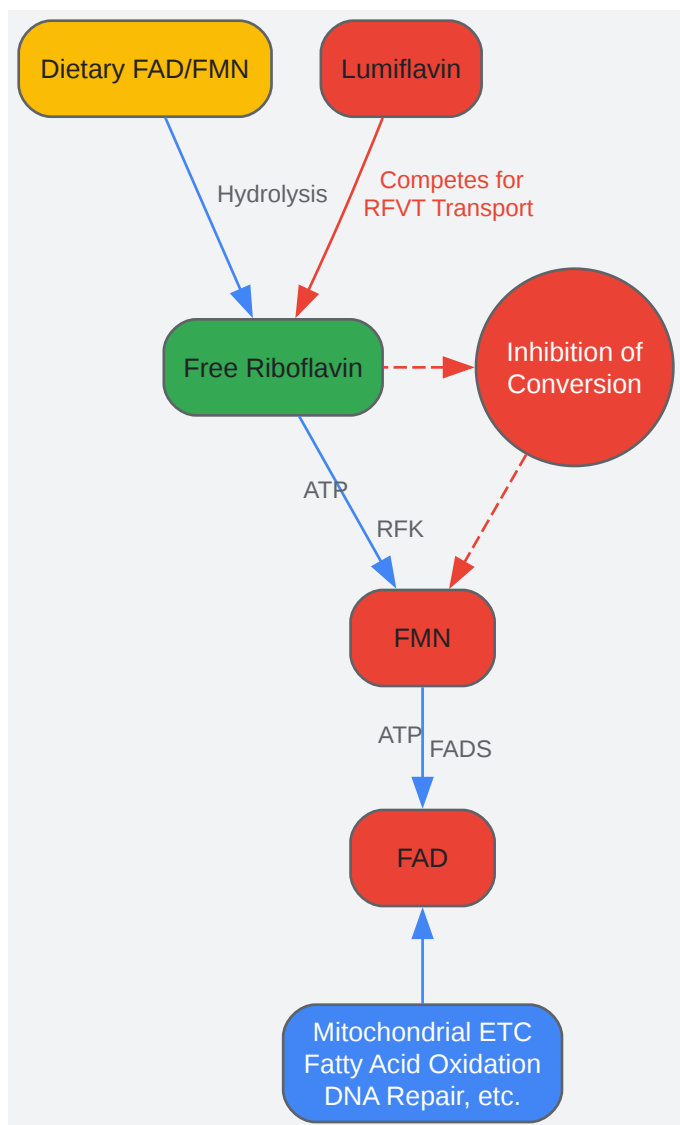 Dietary FAD/FMN
Lumiflavin
Hydrolysis
Competes for
RFVT Transport
Free Riboflavin
Inhibition of
Conversion
ATP
RFK
FMN
ATP
FADS
FAD
Mitochondrial ETC
Fatty Acid Oxidation
DNA Repair, etc.